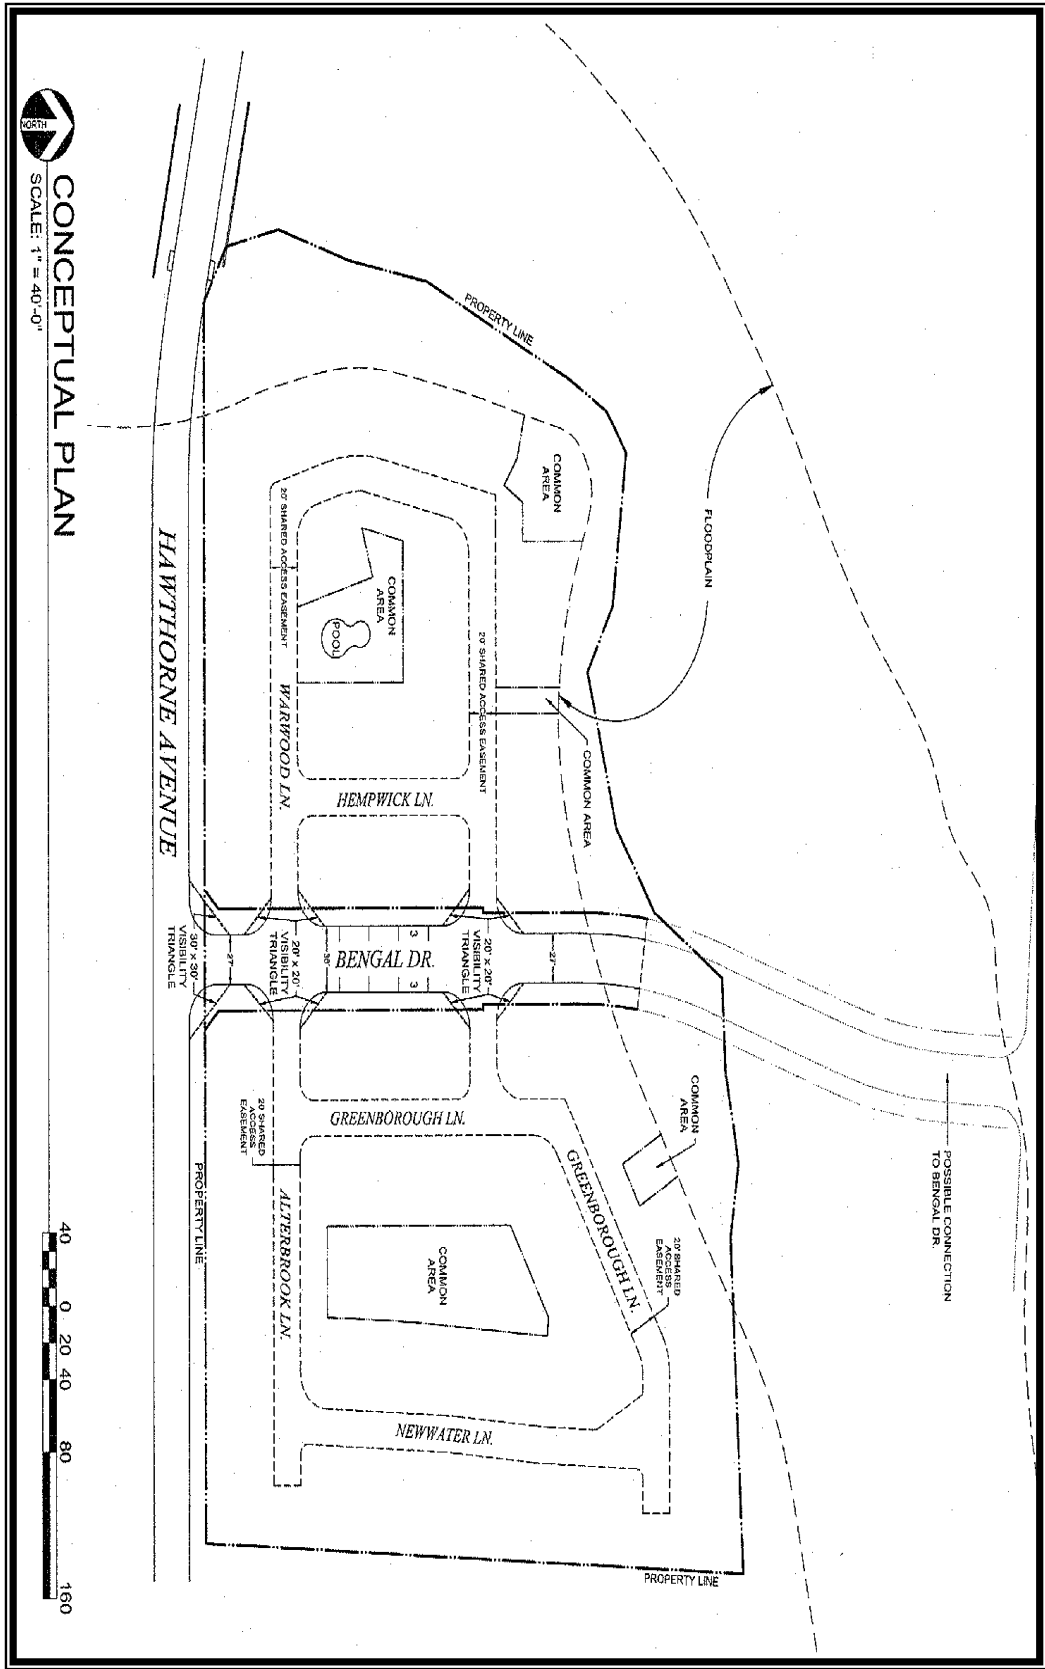 NORTH
CONCEPTUAL PLAN
SCALE: 1" = 40'-0"
40 0 20 40 80 160
HAWTHORNE AVENUE
PROPERTY LINE
PROPERTY LINE
PROPERTY LINE
FLOODPLAIN
COMMON
AREA
20' SHARED ACCESS EASEMENT
COMMON
AREA
POOL
20' SHARED ACCESS EASEMENT
WARWOOD LN.
HEMPWICK LN.
COMMON AREA
BENGAL DR.
3
3
36'
27'
27'
30' x 30'
VISIBILITY
TRIANGLE
20' x 20'
VISIBILITY
TRIANGLE
20' x 20'
VISIBILITY
TRIANGLE
POSSIBLE CONNECTION
TO BENGAL DR.
COMMON
AREA
GREENBOROUGH LN.
20' SHARED
ACCESS
EASEMENT
GREENBOROUGH LN.
20' SHARED
ACCESS
EASEMENT
ALTERBROOK LN.
COMMON
AREA
NEWWATER LN.